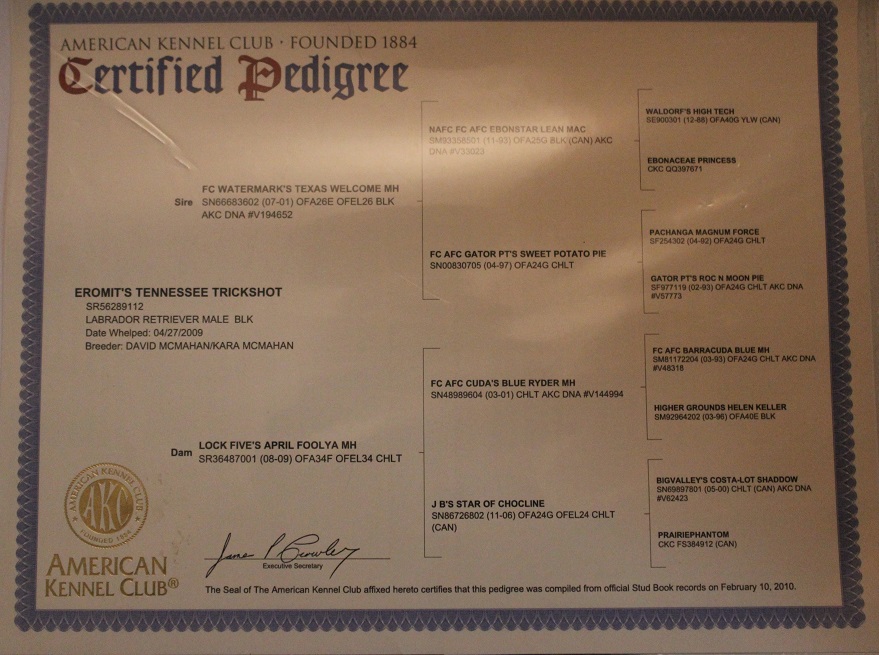 AMERICAN KENNEL CLUB · FOUNDED 1884
Certified Pedigree
NAFC FC AFC EBONSTAR LEAN MAC
SM93358501 (11-93) OFA25G BLK (CAN) AKC
DNA #V33023
WALDORF'S HIGH TECH
SE900301 (12-88) OFA40G YLW (CAN)
EBONACEAE PRINCESS
CKC QQ397671
Sire
FC WATERMARK'S TEXAS WELCOME MH
SN66683602 (07-01) OFA26E OFEL26 BLK
AKC DNA #V194652
FC AFC GATOR PT'S SWEET POTATO PIE
SN00830705 (04-97) OFA24G CHLT
PACHANGA MAGNUM FORCE
SF254302 (04-92) OFA24G CHLT
GATOR PT'S ROC N MOON PIE
SF977119 (02-93) OFA24G CHLT AKC DNA
#V57773
EROMIT'S TENNESSEE TRICKSHOT
SR56289112
LABRADOR RETRIEVER MALE BLK
Date Whelped: 04/27/2009
Breeder: DAVID MCMAHAN/KARA MCMAHAN
FC AFC CUDA'S BLUE RYDER MH
SN48989604 (03-01) CHLT AKC DNA #V144994
FC AFC BARRACUDA BLUE MH
SM81172204 (03-93) OFA24G CHLT AKC DNA
#V48318
HIGHER GROUNDS HELEN KELLER
SM92964202 (03-96) OFA40E BLK
Dam
LOCK FIVE'S APRIL FOOLYA MH
SR36487001 (08-09) OFA34F OFEL34 CHLT
J B'S STAR OF CHOCLINE
SN86726802 (11-06) OFA24G OFEL24 CHLT
(CAN)
BIGVALLEY'S COSTA-LOT SHADDOW
SN69897801 (05-00) CHLT (CAN) AKC DNA
#V62423
PRAIRIEPHANTOM
CKC FS384912 (CAN)
AMERICAN KENNEL CLUB
AKC
FOUNDED 1884
AMERICAN
KENNEL CLUB®
James P Crowley
Executive Secretary
The Seal of The American Kennel Club affixed hereto certifies that this pedigree was compiled from official Stud Book records on February 10, 2010.